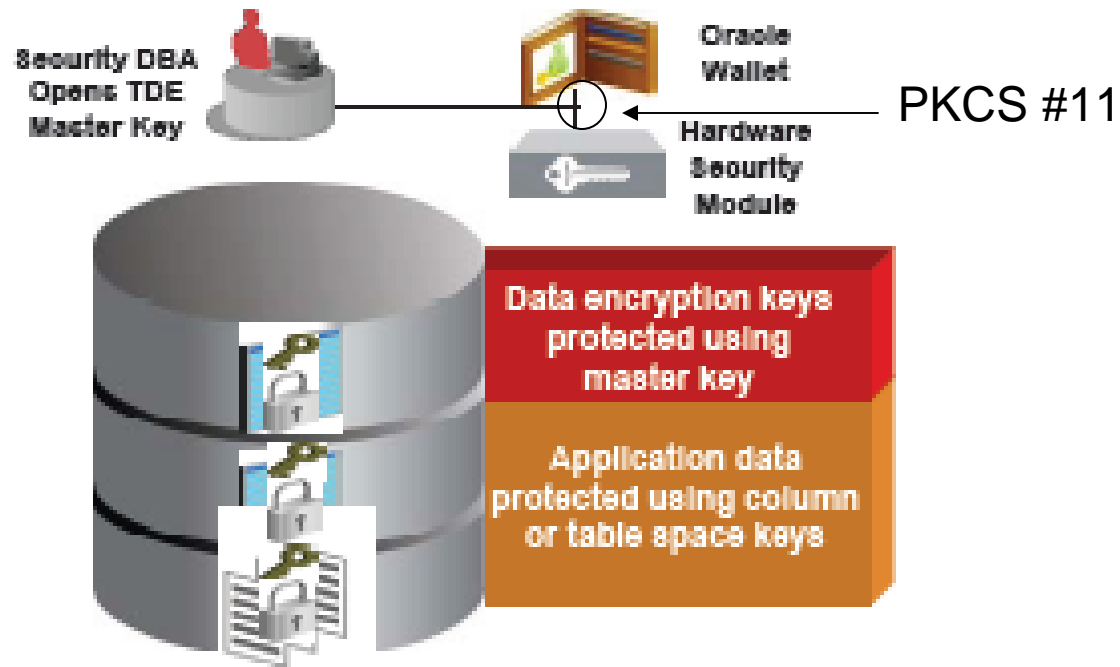 Security DBA
Opens TDE
Master Key
Oracle
Wallet
PKCS #11
Hardware
Security
Module
Data encryption keys
protected using
master key
Application data
protected using column
or table space keys